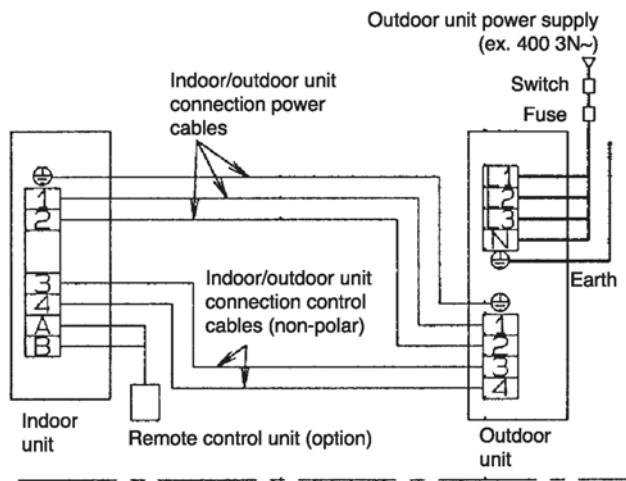 Outdoor unit power supply
(ex. 400 3N~)
Switch
Fuse
Indoor/outdoor unit
connection power
cables
1
2
3
4
A
B
L1
L2
L3
N
Earth
Indoor/outdoor unit
connection control
cables (non-polar)
1
2
3
4
Indoor
unit
Remote control unit (option)
Outdoor
unit